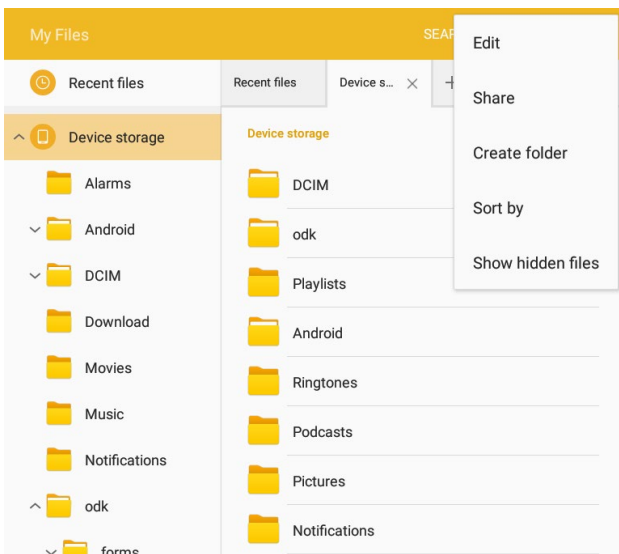 My Files
SEAR
Recent files
Device storage
Alarms
Android
DCIM
Download
Movies
Music
Notifications
odk
forms
Recent files
Device s...
Device storage
DCIM
odk
Playlists
Android
Ringtones
Podcasts
Pictures
Notifications
Edit
Share
Create folder
Sort by
Show hidden files